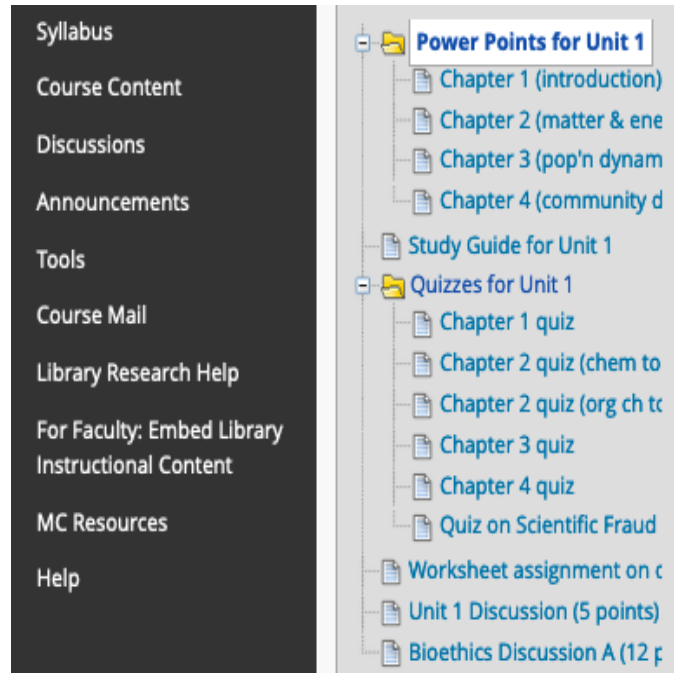 Syllabus
Course Content
Discussions
Announcements
Tools
Course Mail
Library Research Help
For Faculty: Embed Library
Instructional Content
MC Resources
Help
Power Points for Unit 1
Chapter 1 (introduction)
Chapter 2 (matter & ene
Chapter 3 (pop'n dynam
Chapter 4 (community d
Study Guide for Unit 1
Quizzes for Unit 1
Chapter 1 quiz
Chapter 2 quiz (chem to
Chapter 2 quiz (org ch to
Chapter 3 quiz
Chapter 4 quiz
Quiz on Scientific Fraud
Worksheet assignment on c
Unit 1 Discussion (5 points)
Bioethics Discussion A (12 p